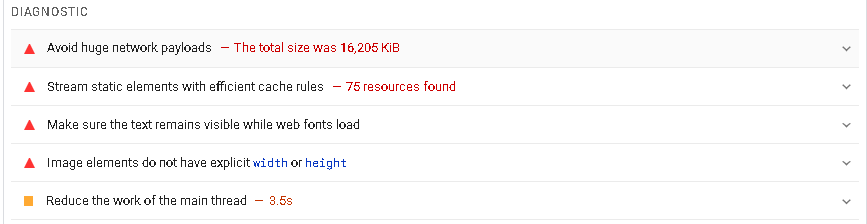 DIAGNOSTIC
Avoid huge network payloads — The total size was 16,205 KiB
Stream static elements with efficient cache rules — 75 resources found
Make sure the text remains visible while web fonts load
Image elements do not have explicit width or height
Reduce the work of the main thread — 3.5s